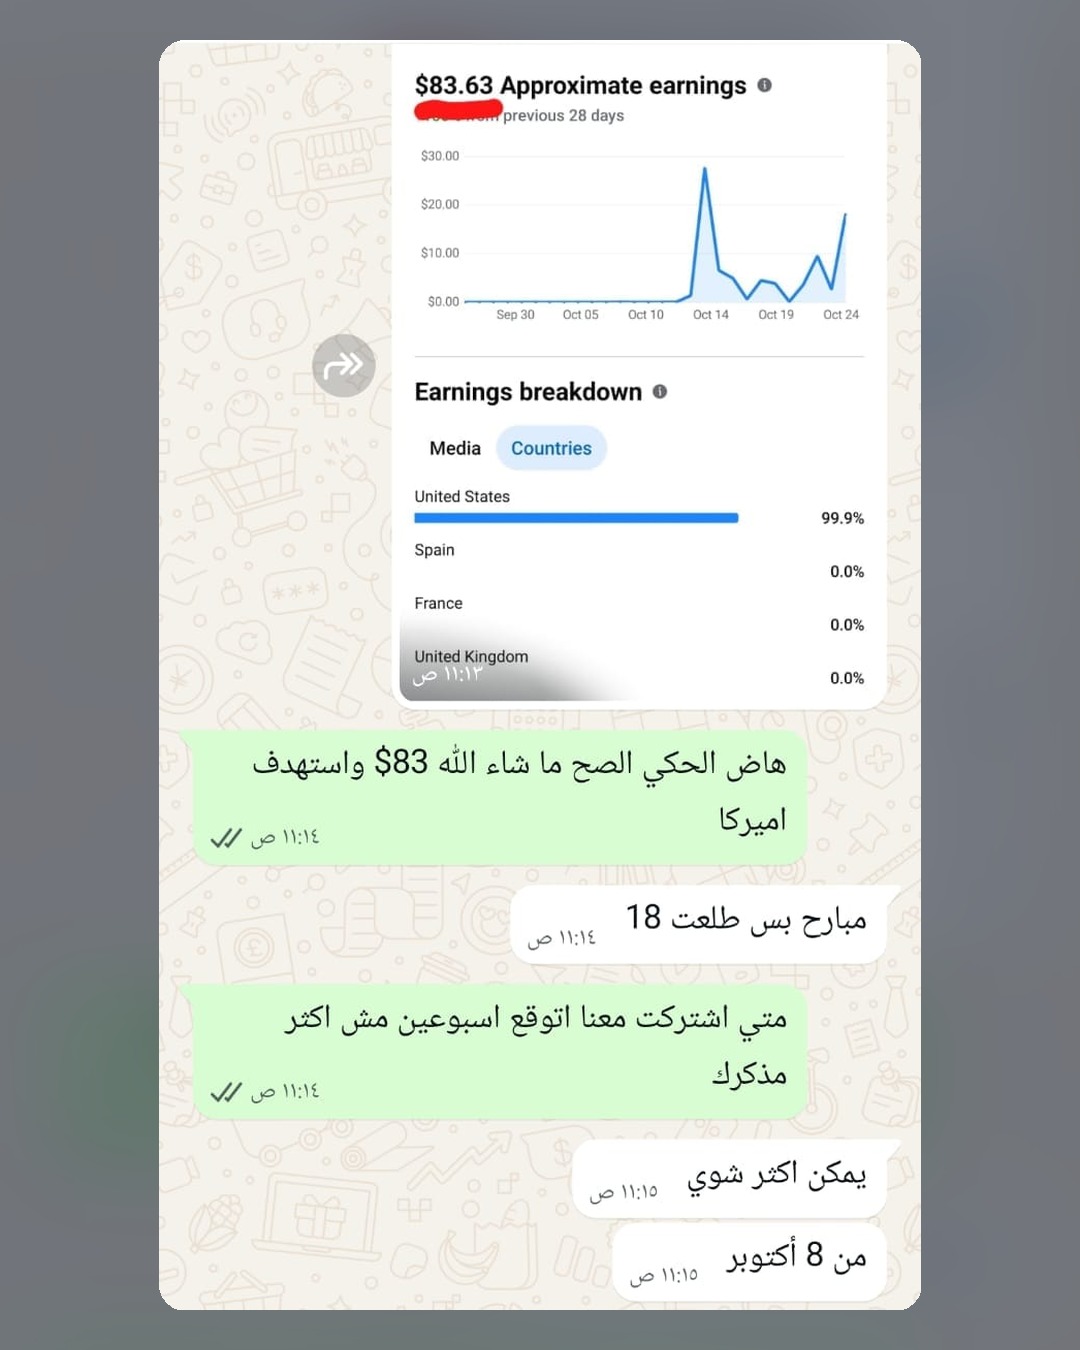 $83.63 Approximate earnings
previous 28 days
$30.00
$20.00
$10.00
$0.00
Sep 30 Oct 05 Oct 10 Oct 14 Oct 19 Oct 24
Earnings breakdown
Media Countries
United States
99.9%
Spain
0.0%
France
0.0%
United Kingdom
0.0%
١١:١٣ ص
هاض الحكي الصح ما شاء الله 83$ واستهدف
اميركا
١١:١٤ ص
مبارح بس طلعت 18
١١:١٤ ص
متي اشتركت معنا اتوقع اسبوعين مش اكثر
مذكرك
١١:١٤ ص
يمكن اكثر شوي
١١:١٥ ص
من 8 أكتوبر
١١:١٥ ص